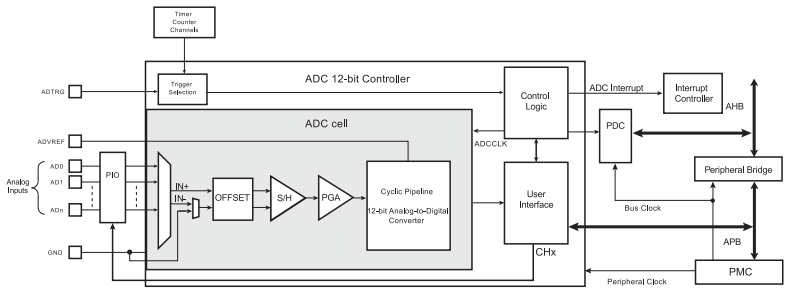 Timer
Counter
Channels
ADC 12-bit Controller
ADTRG
Trigger
Selection
Control
Logic
ADC Interrupt
Interrupt
Controller
AHB
ADC cell
PDC
ADVREF
ADCCLK
AD0
PIO
Analog
Inputs
AD1
ADn
IN+
IN-
OFFSET
S/H
PGA
Cyclic Pipeline
12-bit Analog-to-Digital
Converter
User
Interface
Peripheral Bridge
Bus Clock
APB
GND
CHx
Peripheral Clock
PMC